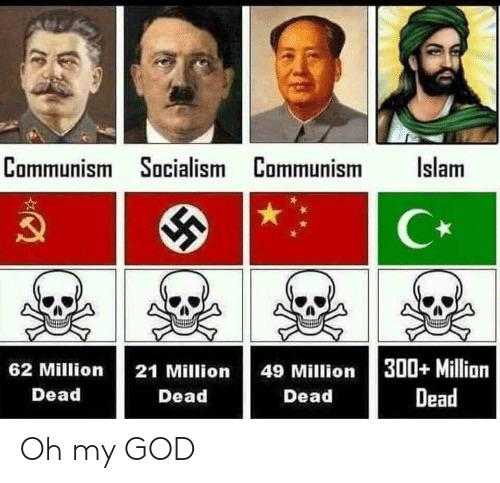 Communism Socialism Communism Islam
62 Million 21 Million 49 Million 300+ Million
Dead Dead Dead Dead
Oh my GOD